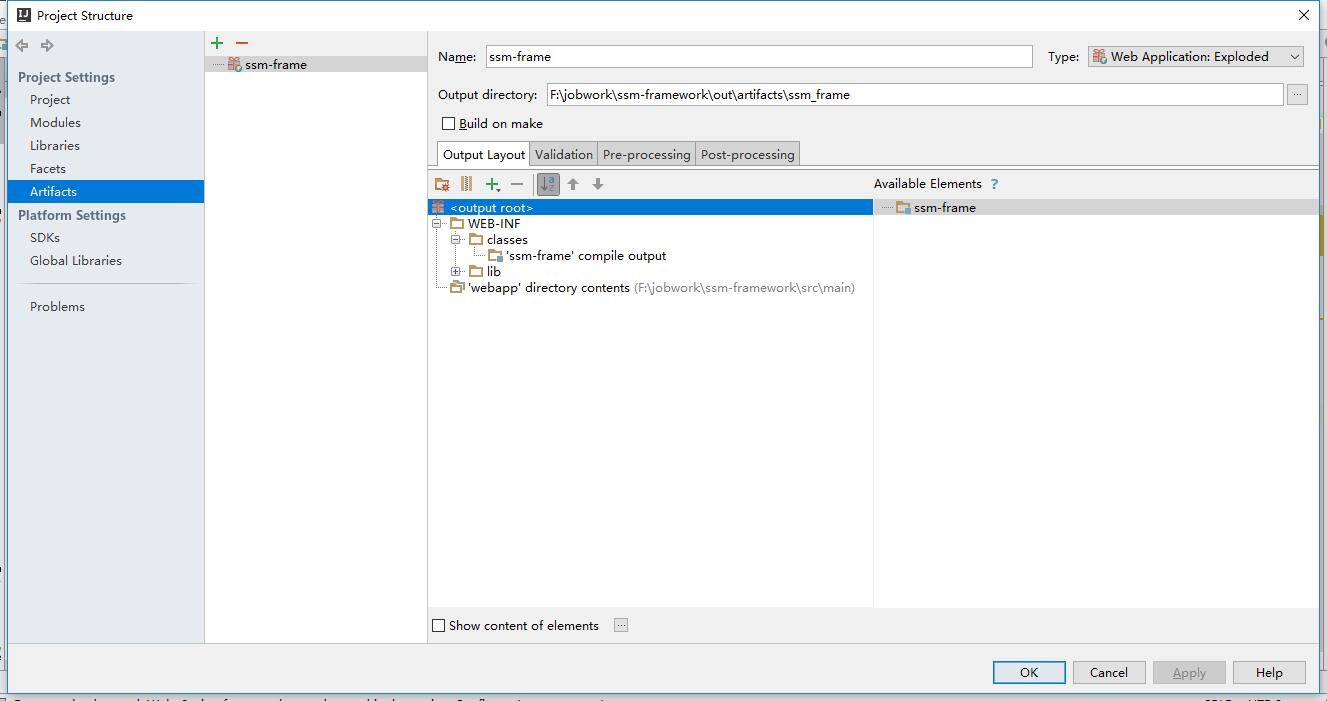 Project Structure
Project Settings
Project
Modules
Libraries
Facets
Artifacts
Platform Settings
SDKs
Global Libraries
Problems
ssm-frame
Name: ssm-frame Type: Web Application: Exploded
Output directory: F:\jobwork\ssm-framework\out\artifacts\ssm_frame ...
Build on make
Output Layout Validation Pre-processing Post-processing
Available Elements ?
<output root>
WEB-INF
classes
'ssm-frame' compile output
lib
'webapp' directory contents (F:\jobwork\ssm-framework\src\main)
ssm-frame
Show content of elements ...
OK Cancel Apply Help